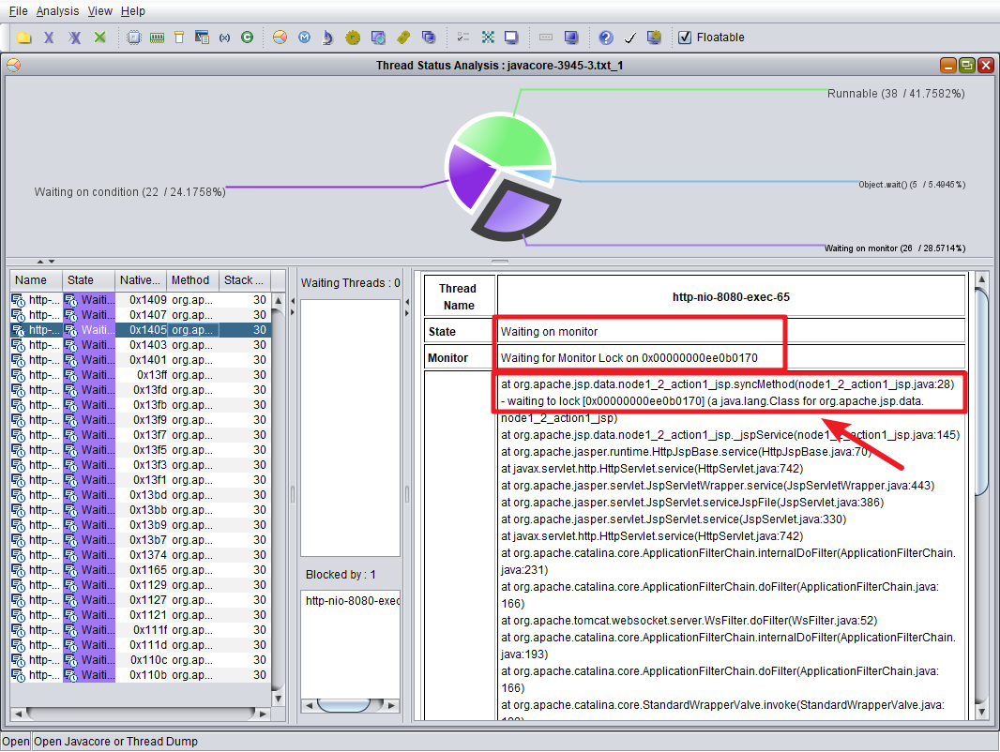 File Analysis View Help
Floatable
Thread Status Analysis : javacore-3945-3.txt_1
Runnable (38 / 41.7582%)
Waiting on condition (22 / 24.1758%)
Object.wait() (5 / 5.4945%)
Waiting on monitor (26 / 28.5714%)
Name State Native... Method Stack ...
http-... Waiti... 0x1409 org.ap... 30
http-... Waiti... 0x1407 org.ap... 30
http-... Waiti... 0x1405 org.ap... 30
http-... Waiti... 0x1403 org.ap... 30
http-... Waiti... 0x1401 org.ap... 30
http-... Waiti... 0x13ff org.ap... 30
http-... Waiti... 0x13fd org.ap... 30
http-... Waiti... 0x13fb org.ap... 30
http-... Waiti... 0x13f9 org.ap... 30
http-... Waiti... 0x13f7 org.ap... 30
http-... Waiti... 0x13f5 org.ap... 30
http-... Waiti... 0x13f3 org.ap... 30
http-... Waiti... 0x13f1 org.ap... 30
http-... Waiti... 0x13bd org.ap... 30
http-... Waiti... 0x13bb org.ap... 30
http-... Waiti... 0x13b9 org.ap... 30
http-... Waiti... 0x13b7 org.ap... 30
http-... Waiti... 0x1374 org.ap... 30
http-... Waiti... 0x1165 org.ap... 30
http-... Waiti... 0x1129 org.ap... 30
http-... Waiti... 0x1127 org.ap... 30
http-... Waiti... 0x1121 org.ap... 30
http-... Waiti... 0x111f org.ap... 30
http-... Waiti... 0x111d org.ap... 30
http-... Waiti... 0x110c org.ap... 30
http-... Waiti... 0x110b org.ap... 30
Waiting Threads : 0
Blocked by : 1
http-nio-8080-exec
Thread Name http-nio-8080-exec-65
State Waiting on monitor
Monitor Waiting for Monitor Lock on 0x00000000ee0b0170
at org.apache.jsp.data.node1_2_action1_jsp.syncMethod(node1_2_action1_jsp.java:28)
- waiting to lock [0x00000000ee0b0170] (a java.lang.Class for org.apache.jsp.data.
node1_2_action1_jsp)
at org.apache.jsp.data.node1_2_action1_jsp._jspService(node1_2_action1_jsp.java:145)
at org.apache.jasper.runtime.HttpJspBase.service(HttpJspBase.java:70)
at javax.servlet.http.HttpServlet.service(HttpServlet.java:742)
at org.apache.jasper.servlet.JspServletWrapper.service(JspServletWrapper.java:443)
at org.apache.jasper.servlet.JspServlet.serviceJspFile(JspServlet.java:386)
at org.apache.jasper.servlet.JspServlet.service(JspServlet.java:330)
at javax.servlet.http.HttpServlet.service(HttpServlet.java:742)
at org.apache.catalina.core.ApplicationFilterChain.internalDoFilter(ApplicationFilterChain.
java:231)
at org.apache.catalina.core.ApplicationFilterChain.doFilter(ApplicationFilterChain.java:
166)
at org.apache.tomcat.websocket.server.WsFilter.doFilter(WsFilter.java:52)
at org.apache.catalina.core.ApplicationFilterChain.internalDoFilter(ApplicationFilterChain.
java:193)
at org.apache.catalina.core.ApplicationFilterChain.doFilter(ApplicationFilterChain.java:
166)
at org.apache.catalina.core.StandardWrapperValve.invoke(StandardWrapperValve.java:
Open Open Javacore or Thread Dump